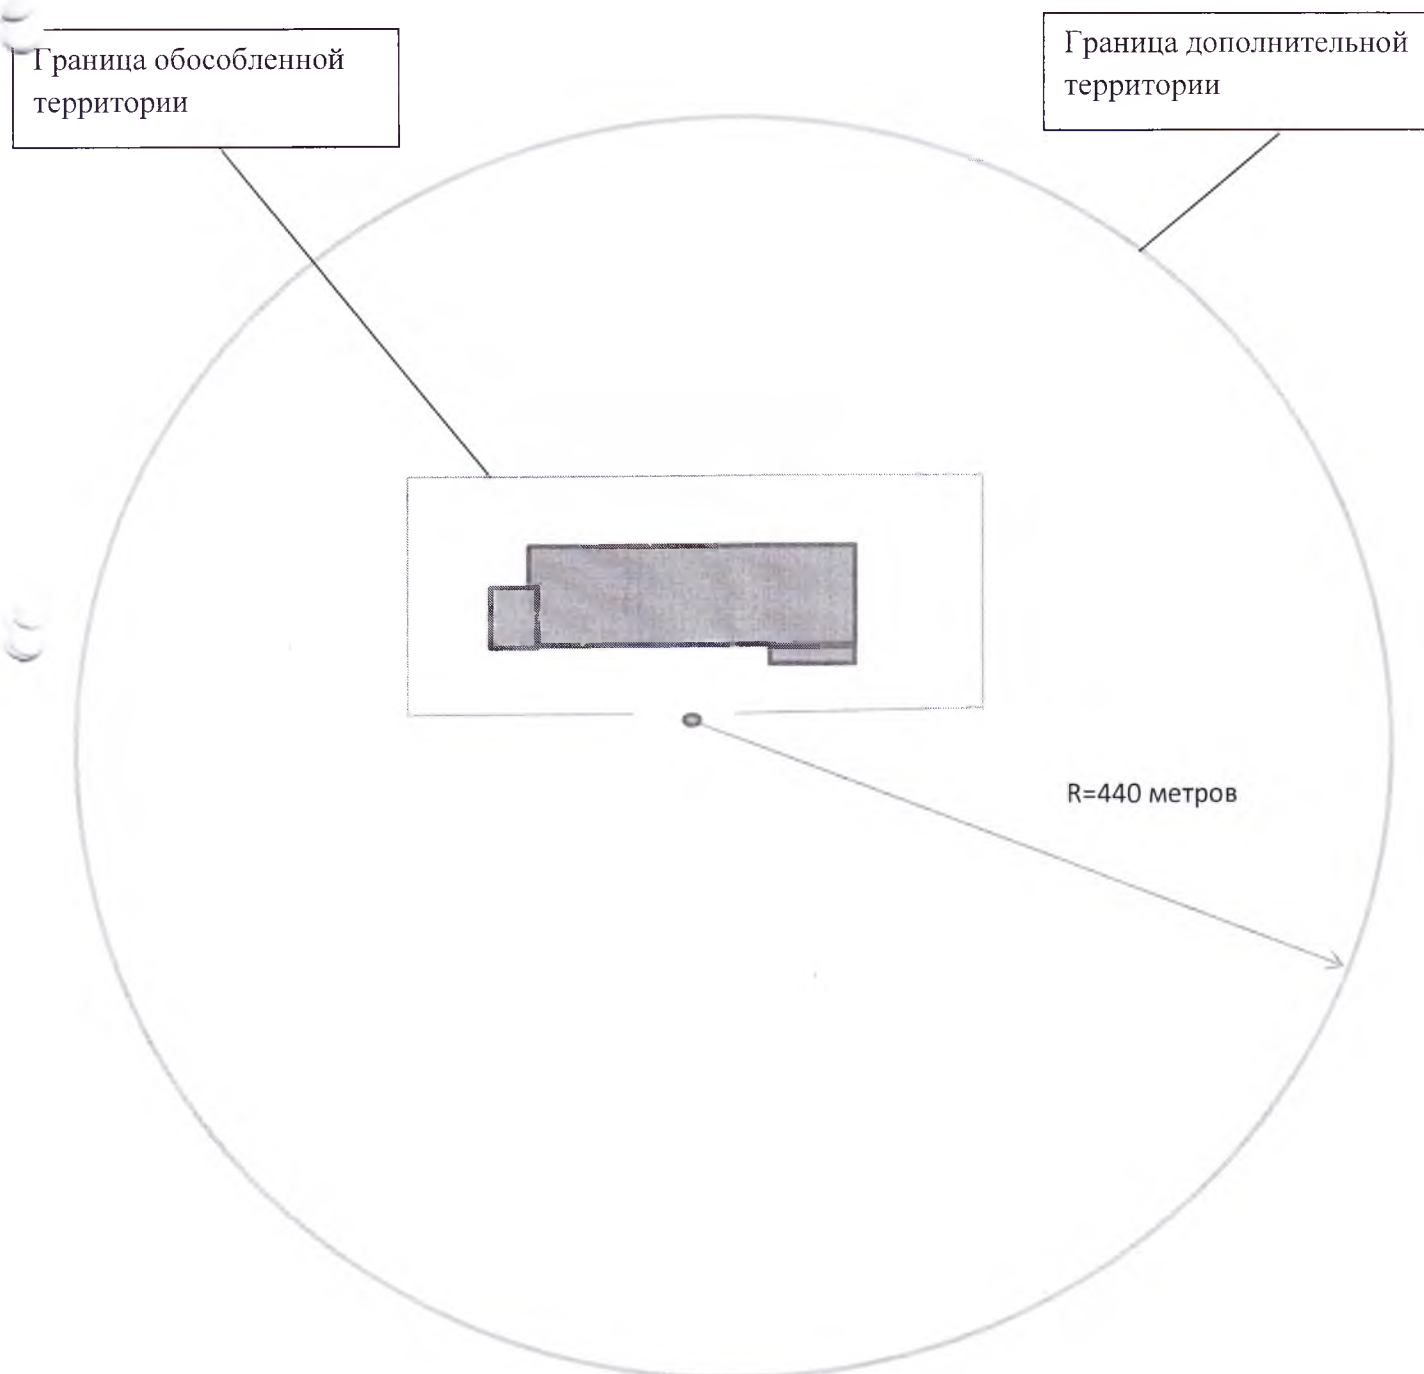 Граница обособленной
территории
Граница дополнительной
территории
R=440 метров